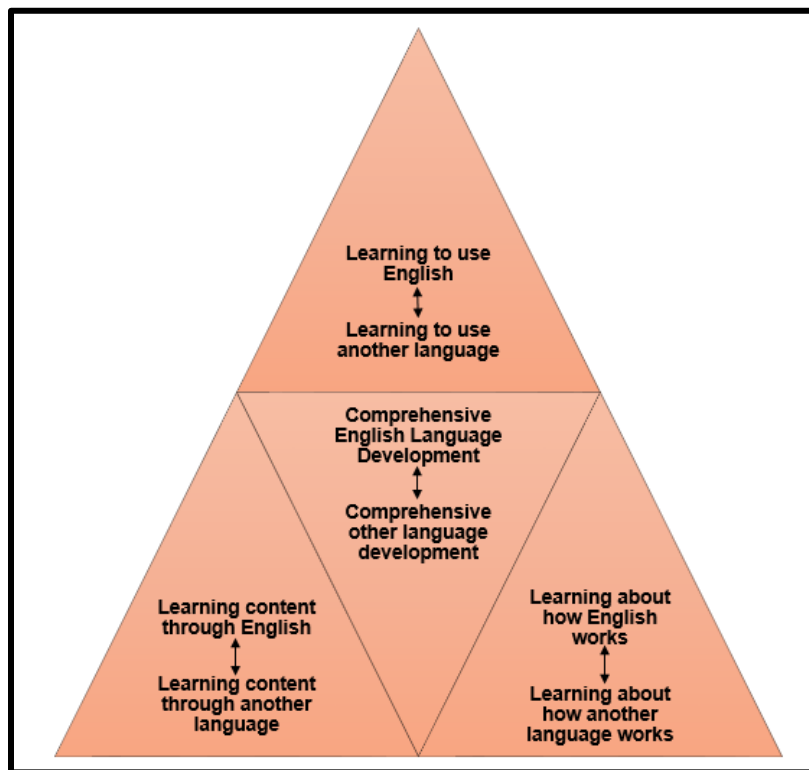 Learning to use
English
Learning to use
another language
Comprehensive
English Language
Development
Comprehensive
other language
development
Learning content
through English
Learning content
through another
language
Learning about
how English
works
Learning about
how another
language works